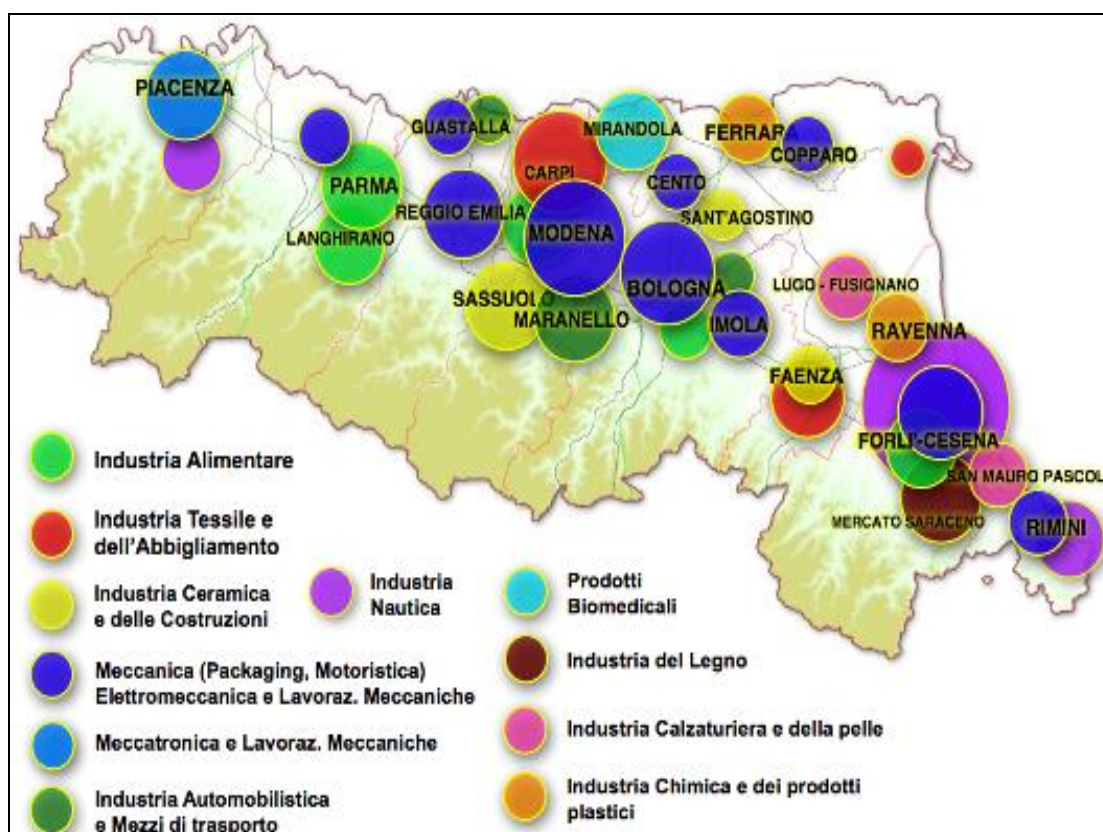 PIACENZA
GUASTALLA
MIRANDOLA
FERRARA
COPPARO
PARMA
CARPI
CENTO
REGGIO EMILIA
SANT'AGOSTINO
LANGHIRANO
MODENA
BOLOGNA
LUGO - FUSIGNANO
SASSUOLO
MARANELLO
IMOLA
RAVENNA
FAENZA
FORLI'-CESENA
SAN MAURO PASCOL
MERCATO SARACENO
RIMINI
Industria Alimentare
Industria Tessile e
dell'Abbigliamento
Industria Ceramica
e delle Costruzioni
Meccanica (Packaging, Motoristica)
Elettromeccanica e Lavoraz. Meccaniche
Meccatronica e Lavoraz. Meccaniche
Industria Automobilistica
e Mezzi di trasporto
Industria
Nautica
Prodotti
Biomedicali
Industria del Legno
Industria Calzaturiera e della pelle
Industria Chimica e dei prodotti
plastici